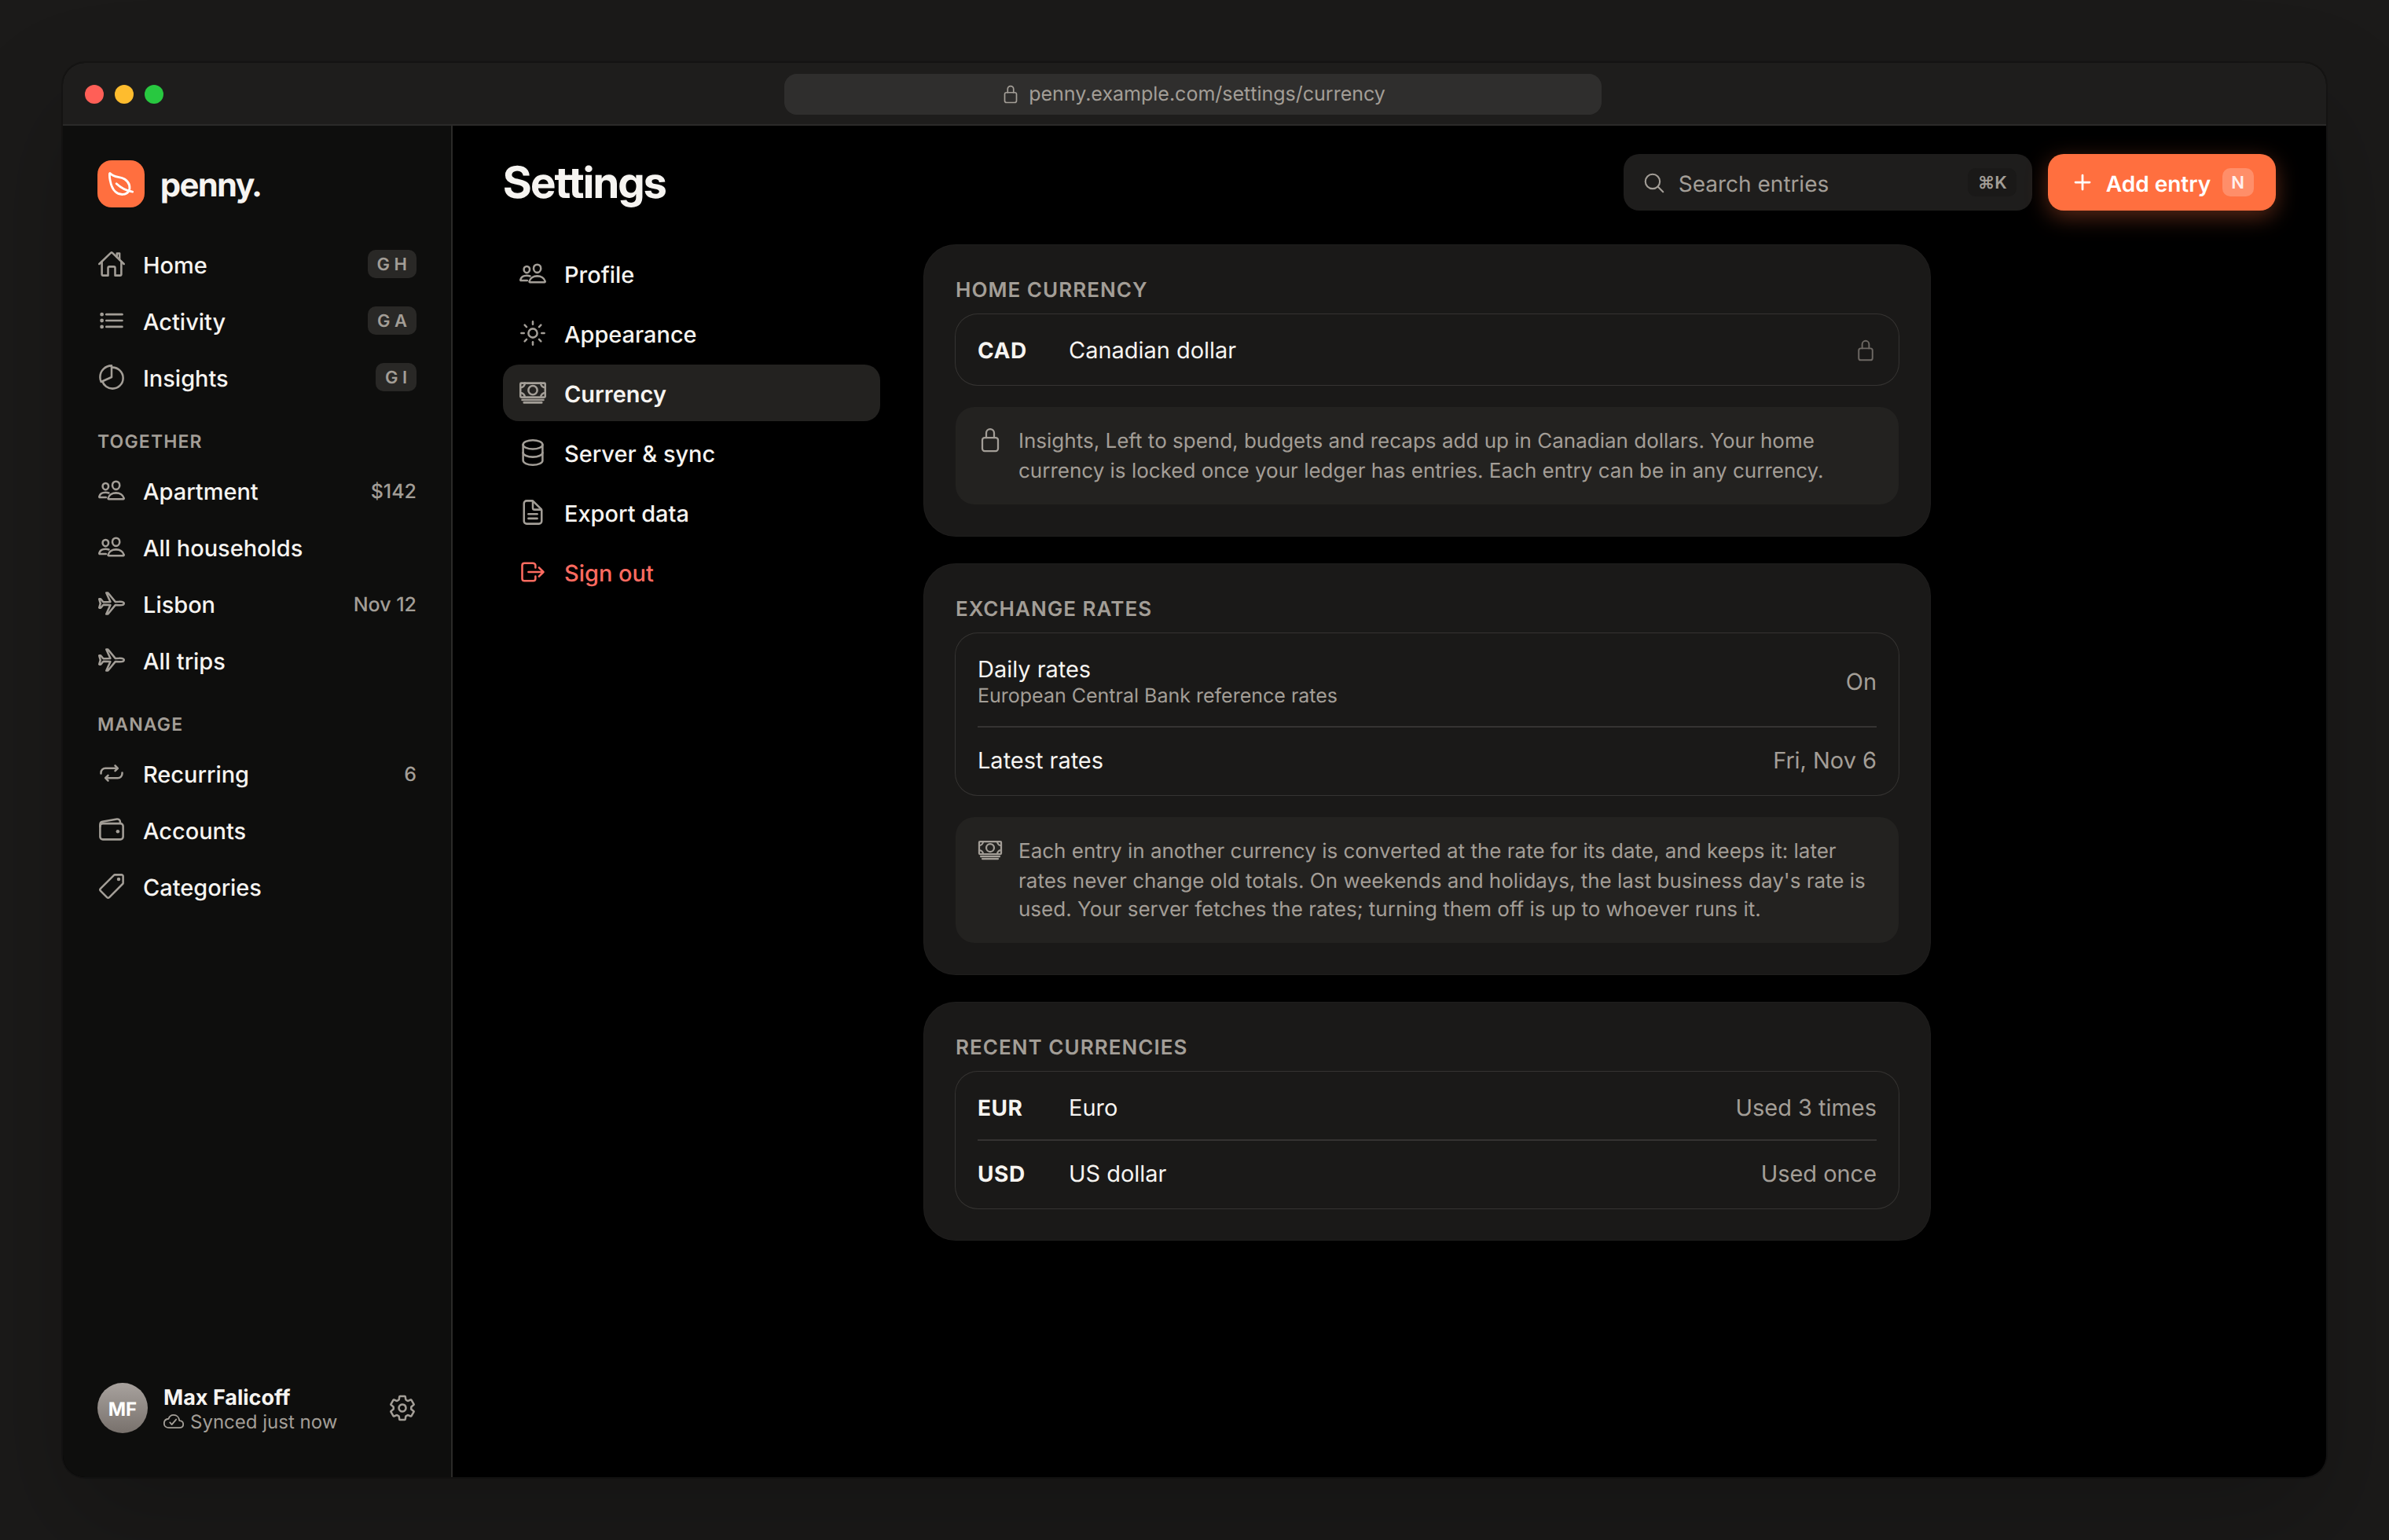 penny.example.com/settings/currency
penny.
Home G H
Activity G A
Insights G I
TOGETHER
Apartment $142
All households
Lisbon Nov 12
All trips
MANAGE
Recurring 6
Accounts
Categories
MF
Max Falicoff
Synced just now
Settings
Search entries ⌘K
+ Add entry N
Profile
Appearance
Currency
Server & sync
Export data
Sign out
HOME CURRENCY
CAD Canadian dollar
Insights, Left to spend, budgets and recaps add up in Canadian dollars. Your home
currency is locked once your ledger has entries. Each entry can be in any currency.
EXCHANGE RATES
Daily rates
European Central Bank reference rates
On
Latest rates Fri, Nov 6
Each entry in another currency is converted at the rate for its date, and keeps it: later
rates never change old totals. On weekends and holidays, the last business day's rate is
used. Your server fetches the rates; turning them off is up to whoever runs it.
RECENT CURRENCIES
EUR Euro Used 3 times
USD US dollar Used once